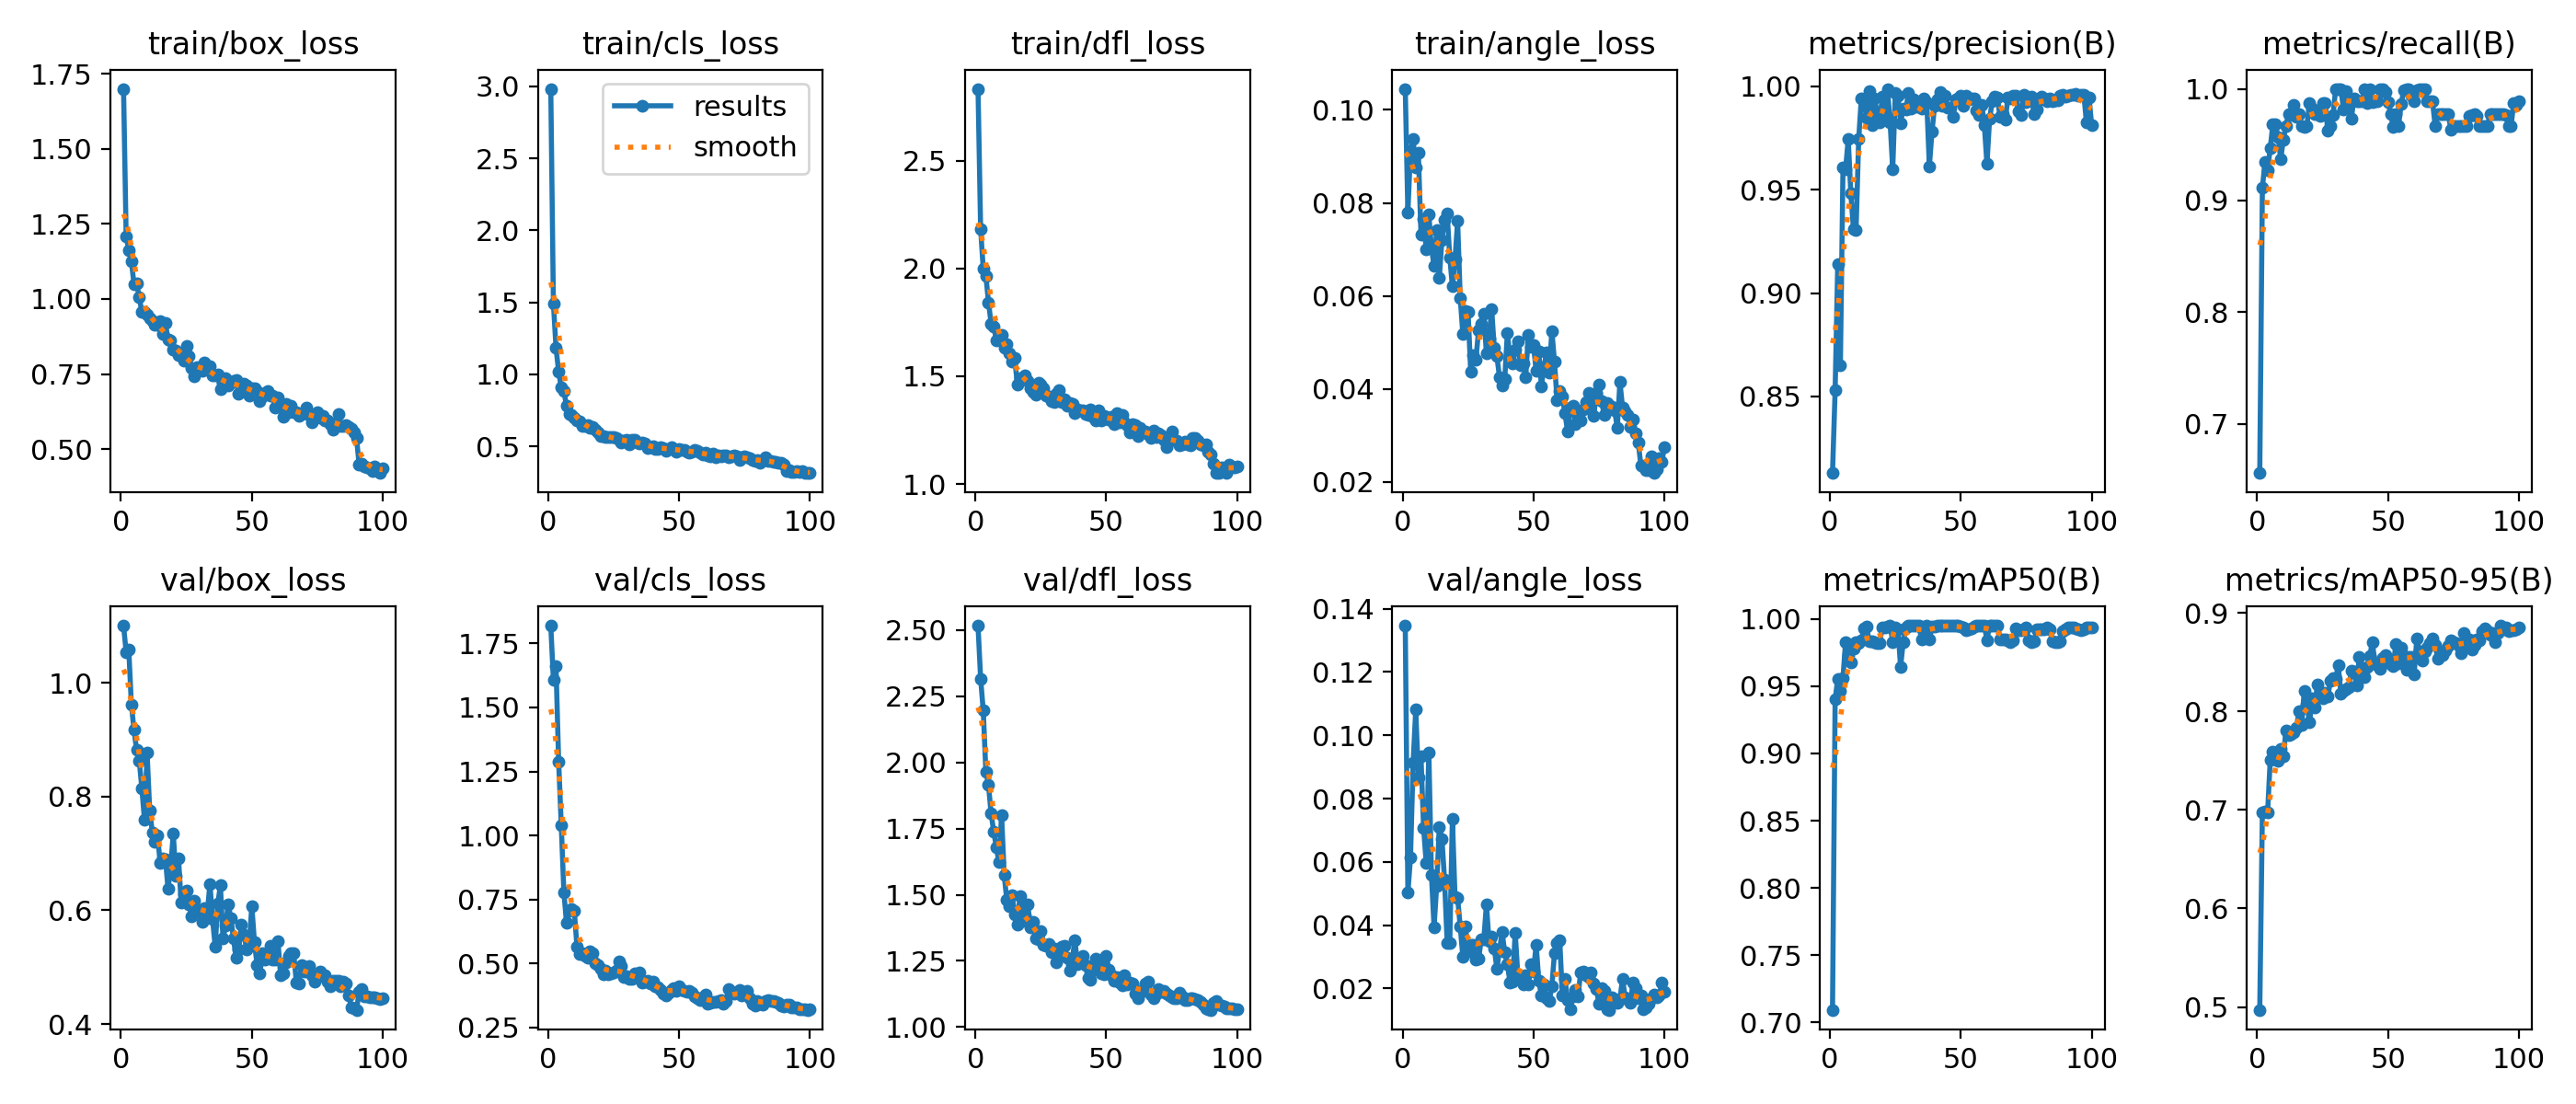 train/box_loss
1.75
1.50
1.25
1.00
0.75
0.50
0 50 100
train/cls_loss
results
smooth
3.0
2.5
2.0
1.5
1.0
0.5
0 50 100
train/dfl_loss
2.5
2.0
1.5
1.0
0 50 100
train/angle_loss
0.10
0.08
0.06
0.04
0.02
0 50 100
metrics/precision(B)
1.00
0.95
0.90
0.85
0 50 100
metrics/recall(B)
1.0
0.9
0.8
0.7
0 50 100
val/box_loss
1.0
0.8
0.6
0.4
0 50 100
val/cls_loss
1.75
1.50
1.25
1.00
0.75
0.50
0.25
0 50 100
val/dfl_loss
2.50
2.25
2.00
1.75
1.50
1.25
1.00
0 50 100
val/angle_loss
0.14
0.12
0.10
0.08
0.06
0.04
0.02
0 50 100
metrics/mAP50(B)
1.00
0.95
0.90
0.85
0.80
0.75
0.70
0 50 100
metrics/mAP50-95(B)
0.9
0.8
0.7
0.6
0.5
0 50 100